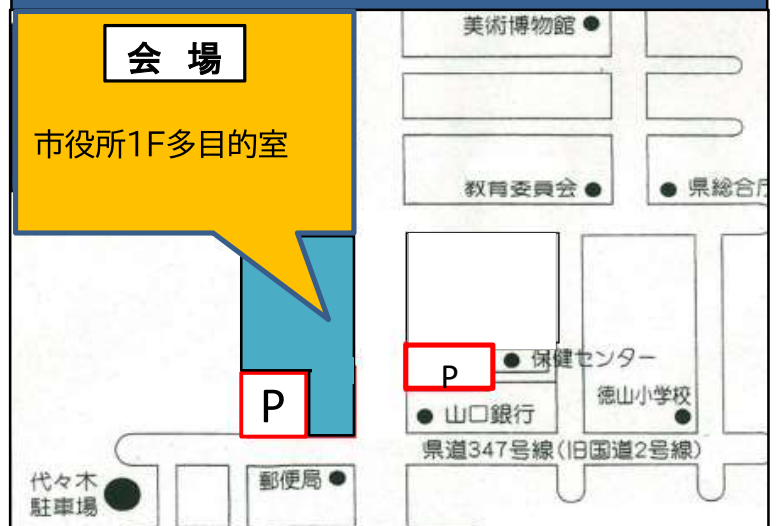 会 場
市役所1F多目的室
美術博物館
教育委員会
県総合庁
P
P
保健センター
山口銀行
徳山小学校
県道347号線(旧国道2号線)
代々木
駐車場
郵便局